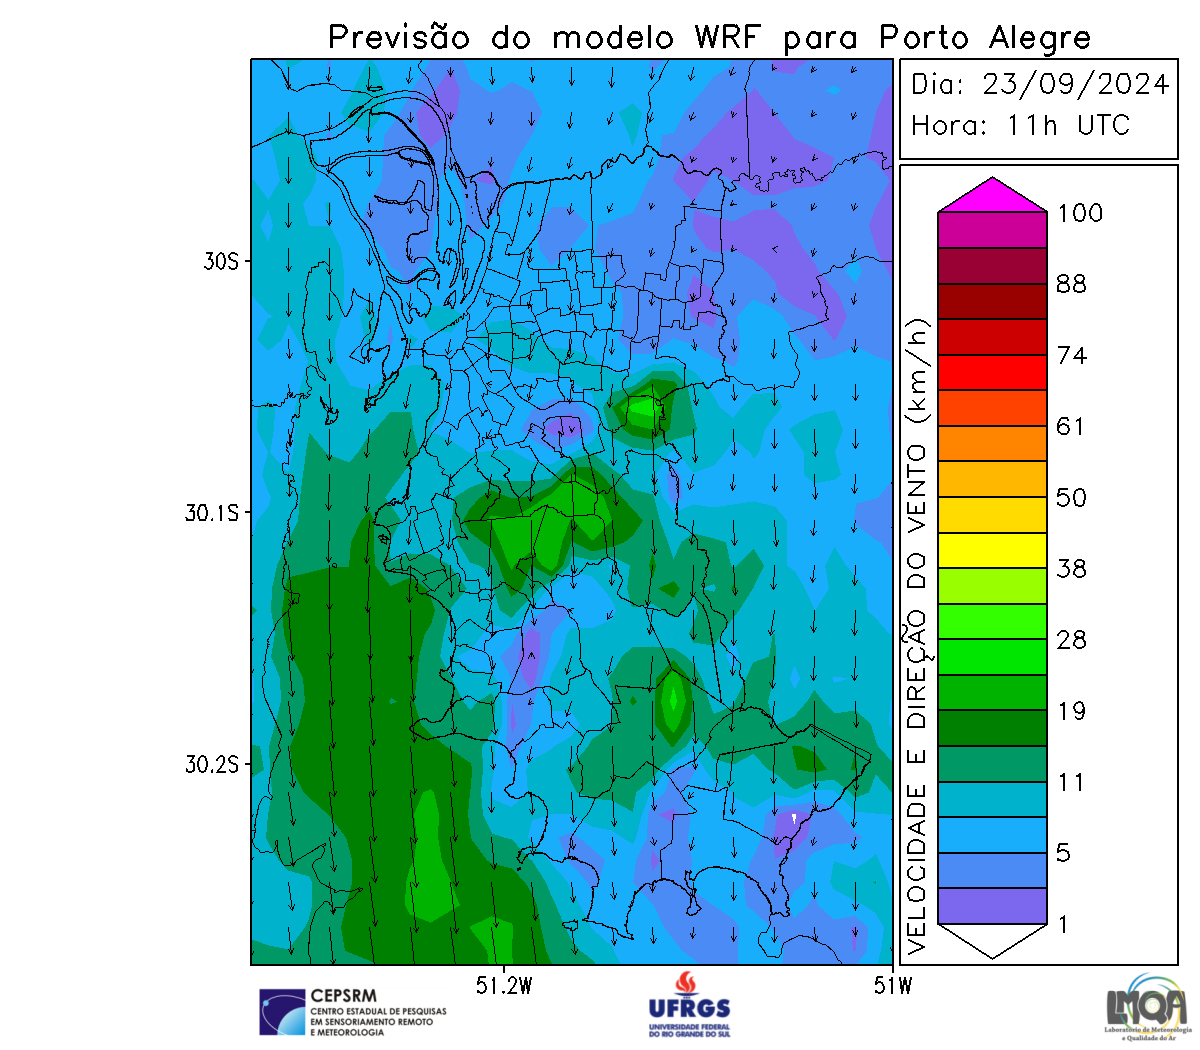 Previsão do modelo WRF para Porto Alegre
Dia: 23/09/2024
Hora: 11h UTC
30S
30.1S
30.2S
51.2W
51W
VELOCIDADE E DIREÇÃO DO VENTO (km/h)
100
88
74
61
50
38
28
19
11
5
1
CEPSRM
CENTRO ESTADUAL DE PESQUISAS
EM SENSORIAMENTO REMOTO
E METEOROLOGIA
UFRGS
UNIVERSIDADE FEDERAL
DO RIO GRANDE DO SUL
LMQA
Laboratório de Meteorologia
e Qualidade do Ar